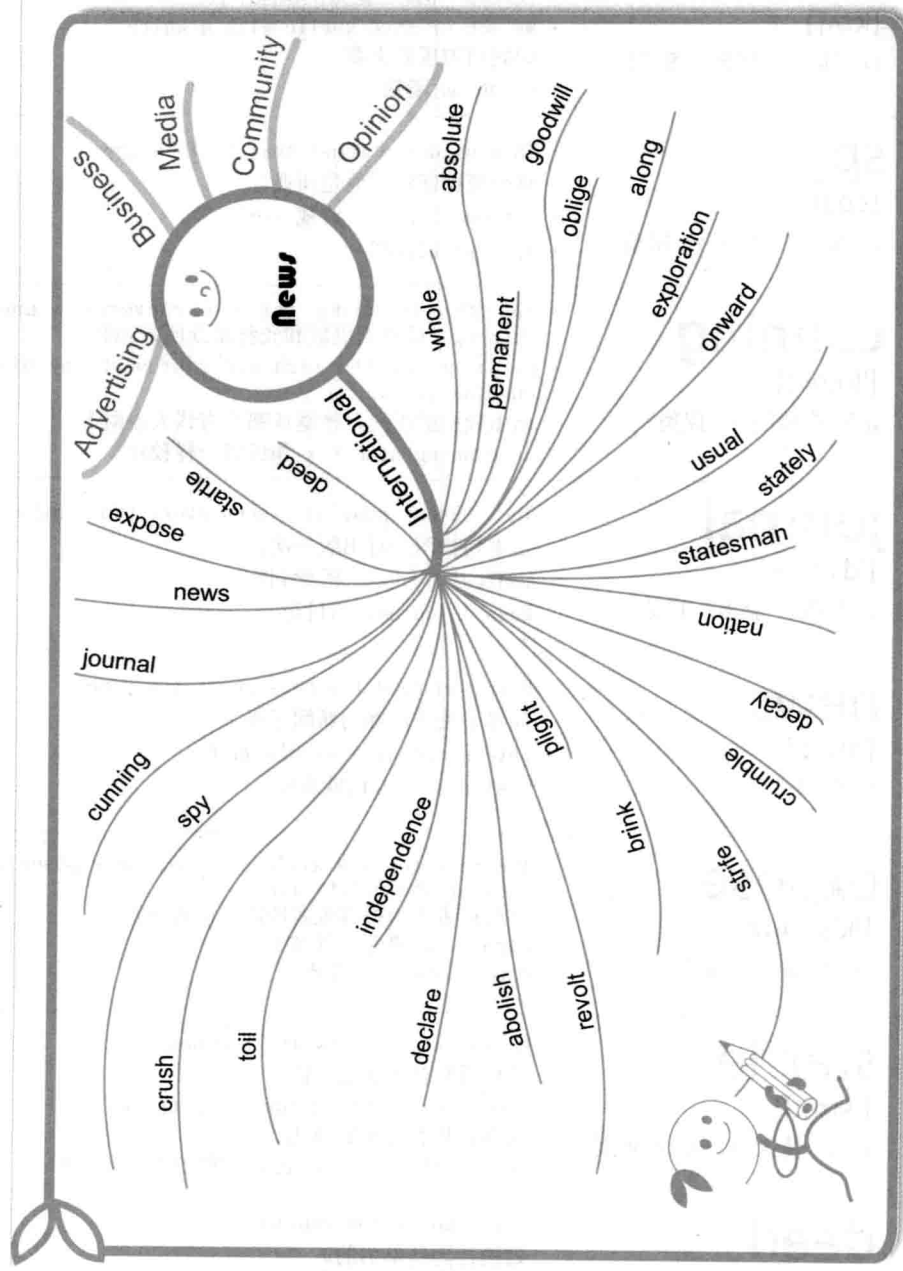 News
Advertising
Business
Media
Community
Opinion
International
deed
startle
expose
news
journal
cunning
spy
crush
toil
independence
declare
abolish
revolt
plight
brink
strife
crumble
decay
nation
statesman
stately
usual
onward
exploration
along
oblige
goodwill
permanent
absolute
whole